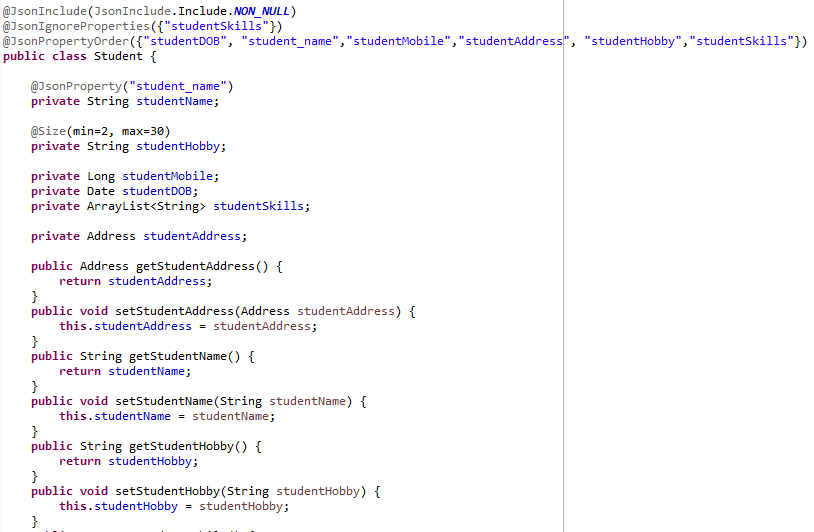 @JsonInclude(JsonInclude.Include.NON_NULL)
@JsonIgnoreProperties({"studentSkills"})
@JsonPropertyOrder({"studentDOB", "student_name","studentMobile","studentAddress", "studentHobby","studentSkills"})
public class Student {
@JsonProperty("student_name")
private String studentName;
@Size(min=2, max=30)
private String studentHobby;
private Long studentMobile;
private Date studentDOB;
private ArrayList<String> studentSkills;
private Address studentAddress;
public Address getStudentAddress() {
return studentAddress;
}
public void setStudentAddress(Address studentAddress) {
this.studentAddress = studentAddress;
}
public String getStudentName() {
return studentName;
}
public void setStudentName(String studentName) {
this.studentName = studentName;
}
public String getStudentHobby() {
return studentHobby;
}
public void setStudentHobby(String studentHobby) {
this.studentHobby = studentHobby;
}